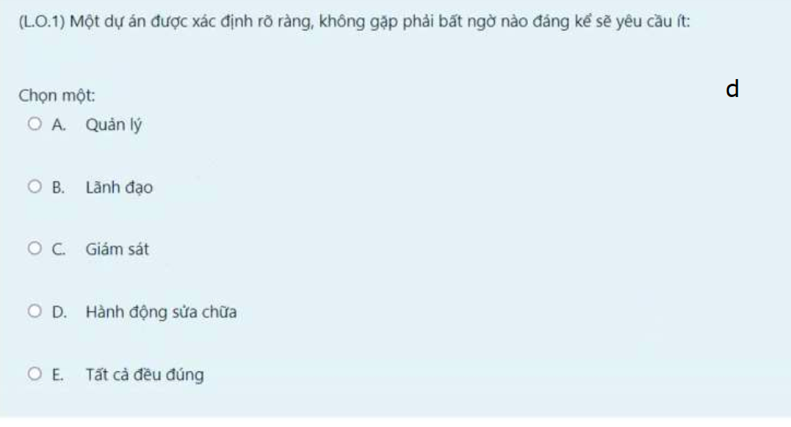 (L.O.1) Một dự án được xác định rõ ràng, không gặp phải bất ngờ nào đáng kể sẽ yêu cầu ít:
d
Chọn một:
A. Quản lý
B. Lãnh đạo
C. Giám sát
D. Hành động sửa chữa
E. Tất cả đều đúng